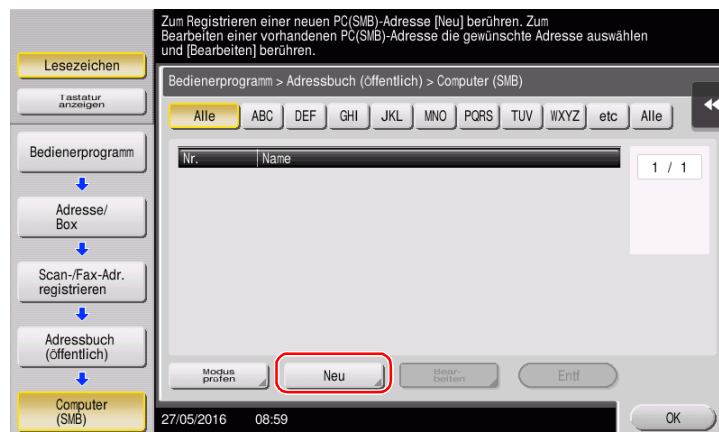 Zum Registrieren einer neuen PC(SMB)-Adresse [Neu] berühren. Zum
Bearbeiten einer vorhandenen PC(SMB)-Adresse die gewünschte Adresse auswählen
und [Bearbeiten] berühren.
Lesezeichen
Tastatur
anzeigen
Bedienerprogramm
Adresse/
Box
Scan-/Fax-Adr.
registrieren
Adressbuch
(öffentlich)
Computer
(SMB)
Bedienerprogramm > Adressbuch (öffentlich) > Computer (SMB)
Alle ABC DEF GHI JKL MNO PQRS TUV WXYZ etc Alle
Nr. Name
1 / 1
Modus
prüfen
Neu
Bear-
beiten
Entf
27/05/2016 08:59
OK